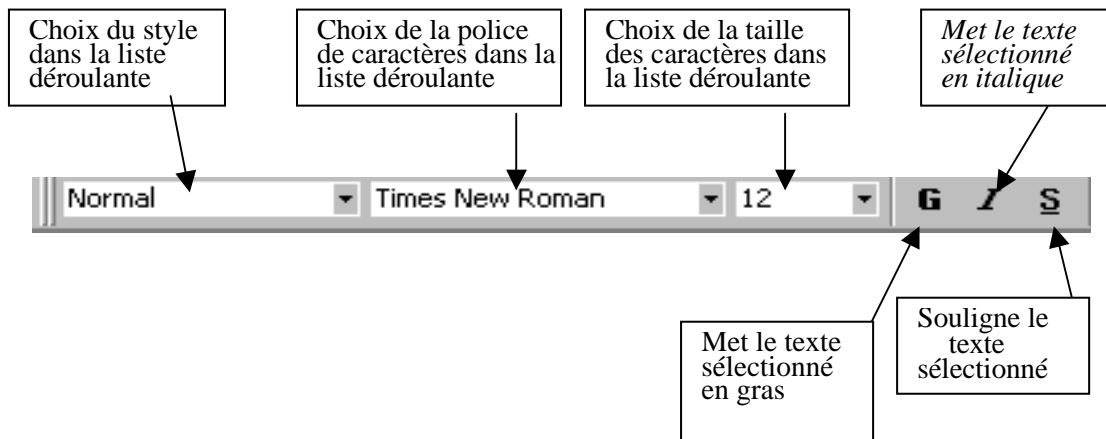 Choix du style
dans la liste
déroulante
Choix de la police
de caractères dans la
liste déroulante
Choix de la taille
des caractères dans
la liste déroulante
Met le texte
sélectionné
en italique
Normal
Times New Roman
12
G I S
Met le texte
sélectionné
en gras
Souligne le
texte
sélectionné